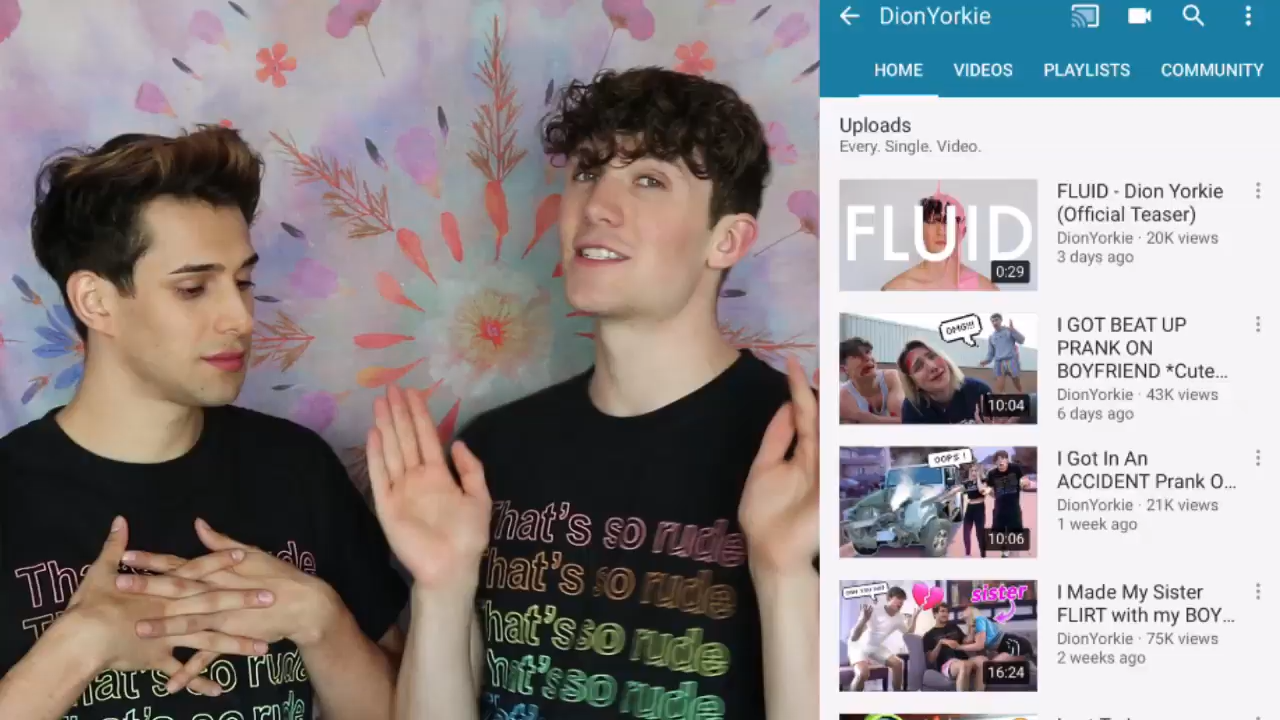 That's so rude
That's so rude
That's so rude
That's so rude
That's so rude
That's so rude
DionYorkie
HOME VIDEOS PLAYLISTS COMMUNITY
Uploads
Every. Single. Video.
FLUID
0:29
FLUID - Dion Yorkie
(Official Teaser)
DionYorkie · 20K views
3 days ago
OMG!!!
10:04
I GOT BEAT UP
PRANK ON
BOYFRIEND *Cute...
DionYorkie · 43K views
6 days ago
OOPS !
10:06
I Got In An
ACCIDENT Prank O...
DionYorkie · 21K views
1 week ago
sister
16:24
I Made My Sister
FLIRT with my BOY...
DionYorkie · 75K views
2 weeks ago